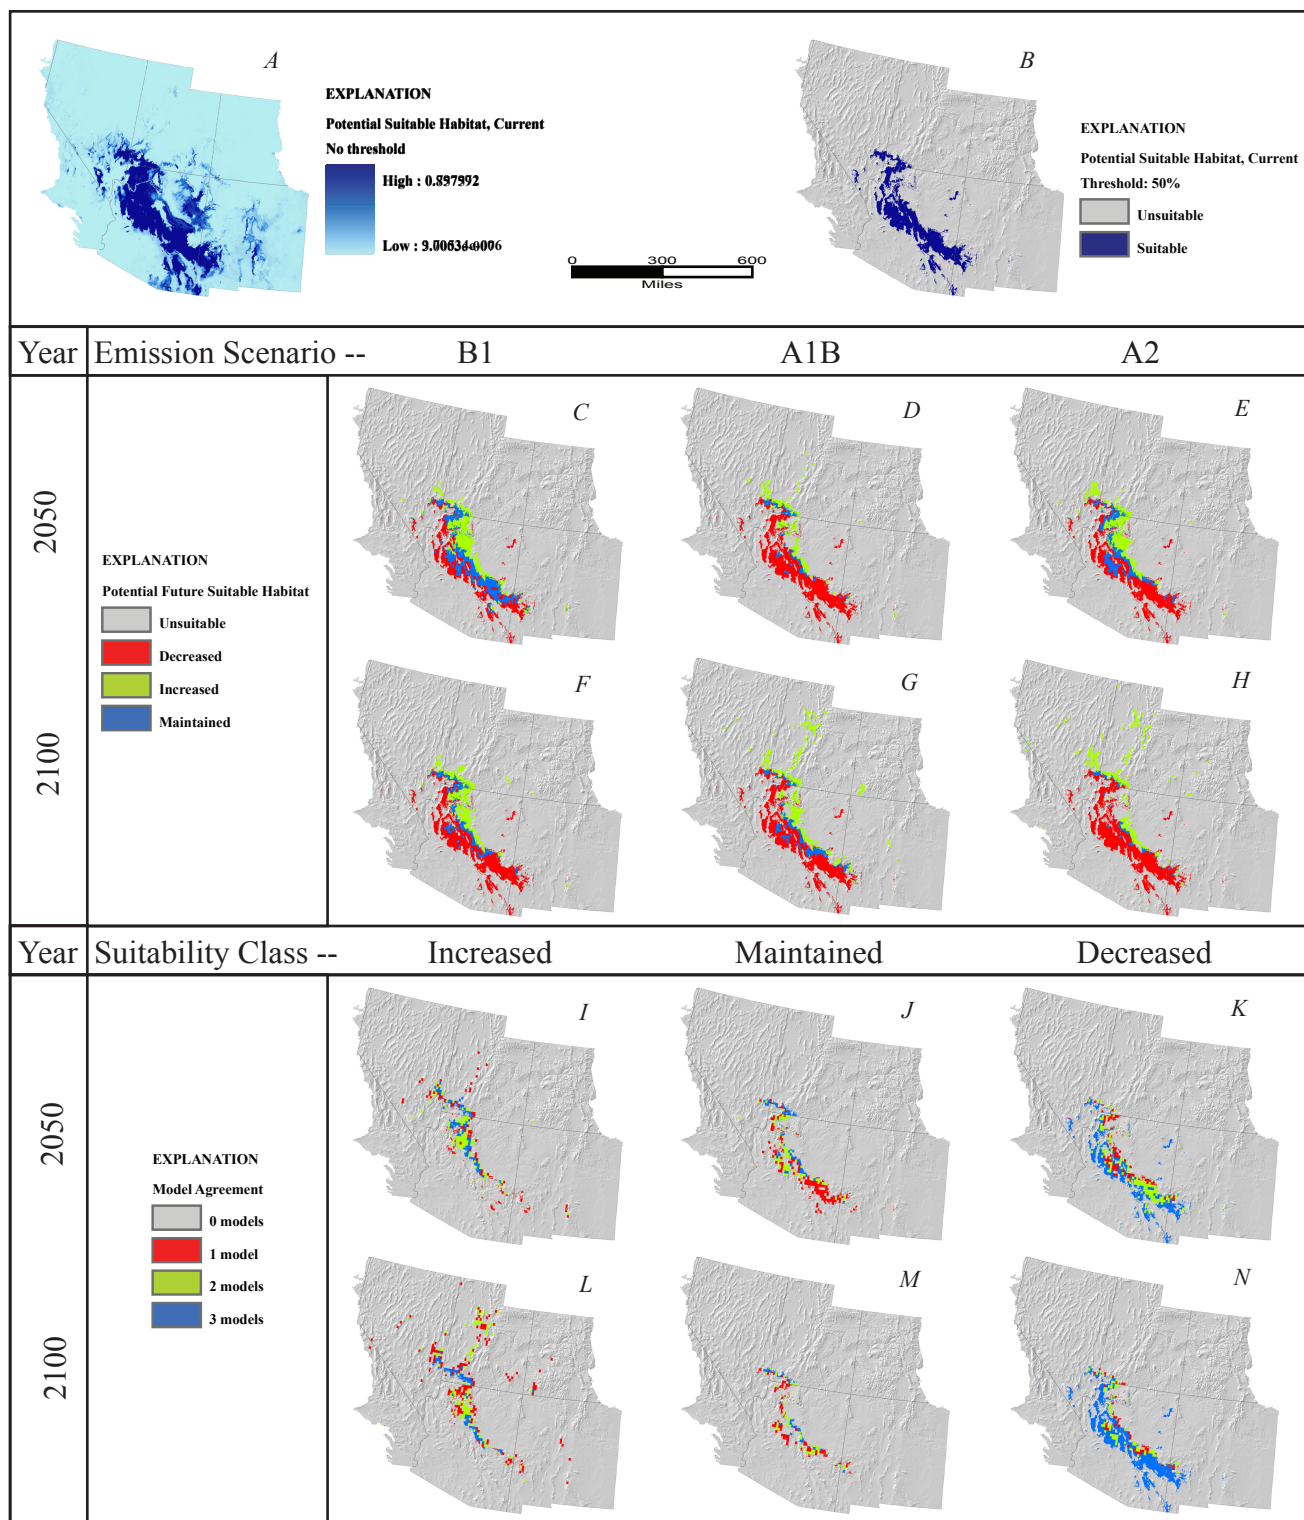 A
EXPLANATION
Potential Suitable Habitat, Current
No threshold
High :
Low :
0 300 600
Miles
B
EXPLANATION
Potential Suitable Habitat, Current
Threshold: 50%
Unsuitable
Suitable
Year Emission Scenario -- B1 A1B A2
2050
C D E
EXPLANATION
Potential Future Suitable Habitat
Unsuitable
Decreased
Increased
Maintained
2100
F G H
Year Suitability Class -- Increased Maintained Decreased
2050
I J K
EXPLANATION
Model Agreement
0 models
1 model
2 models
3 models
2100
L M N